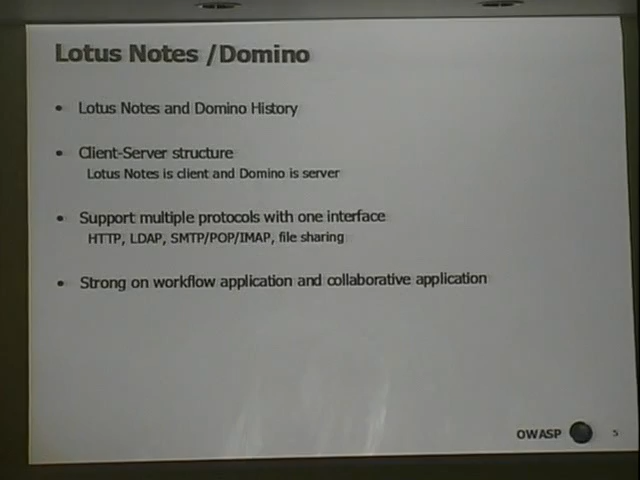 Lotus Notes /Domino
• Lotus Notes and Domino History
• Client-Server structure
Lotus Notes is client and Domino is server
• Support multiple protocols with one interface
HTTP, LDAP, SMTP/POP/IMAP, file sharing
• Strong on workflow application and collaborative application
OWASP 5